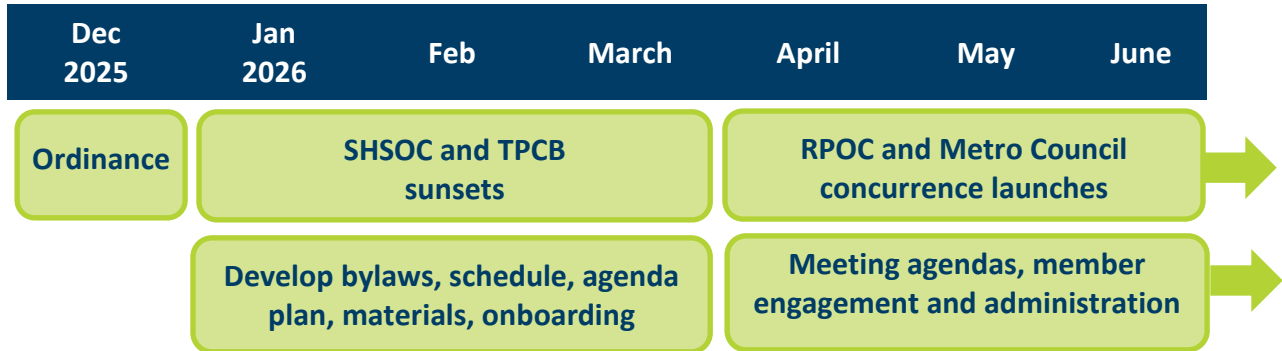 Dec
2025
Jan
2026
Feb
March
April
May
June
Ordinance
SHSOC and TPCB
sunsets
RPOC and Metro Council
concurrence launches
Develop bylaws, schedule, agenda
plan, materials, onboarding
Meeting agendas, member
engagement and administration